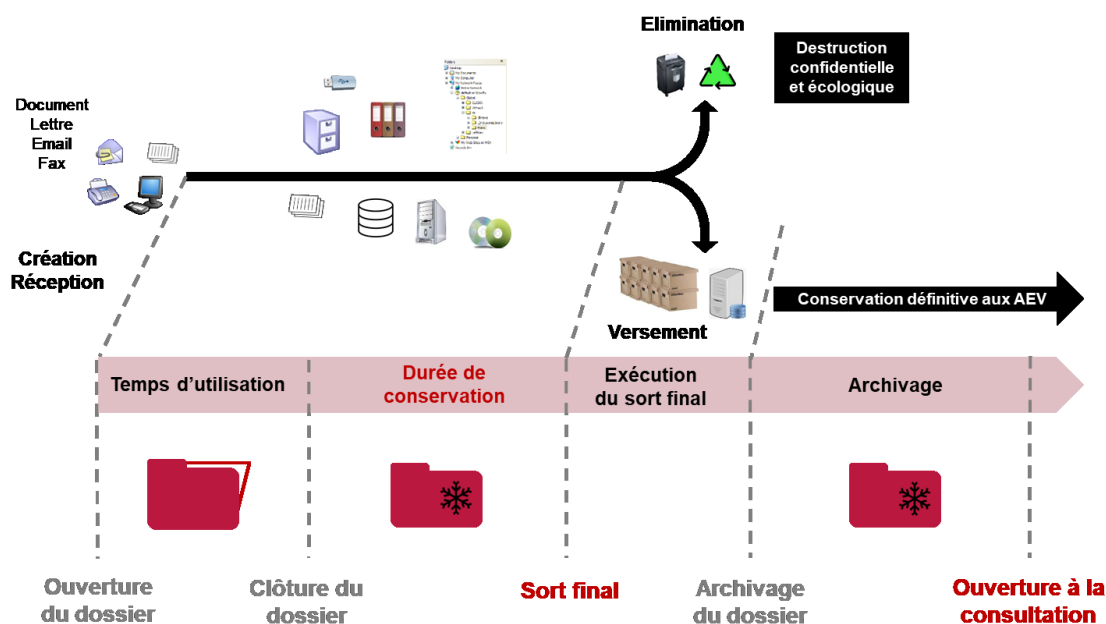 Elimination
Destruction
confidentielle
et écologique
Document
Lettre
Email
Fax
Création
Réception
Conservation définitive aux AEV
Versement
Temps d’utilisation
Durée de
conservation
Exécution
du sort final
Archivage
Ouverture
du dossier
Clôture du
dossier
Sort final
Archivage
du dossier
Ouverture à la
consultation